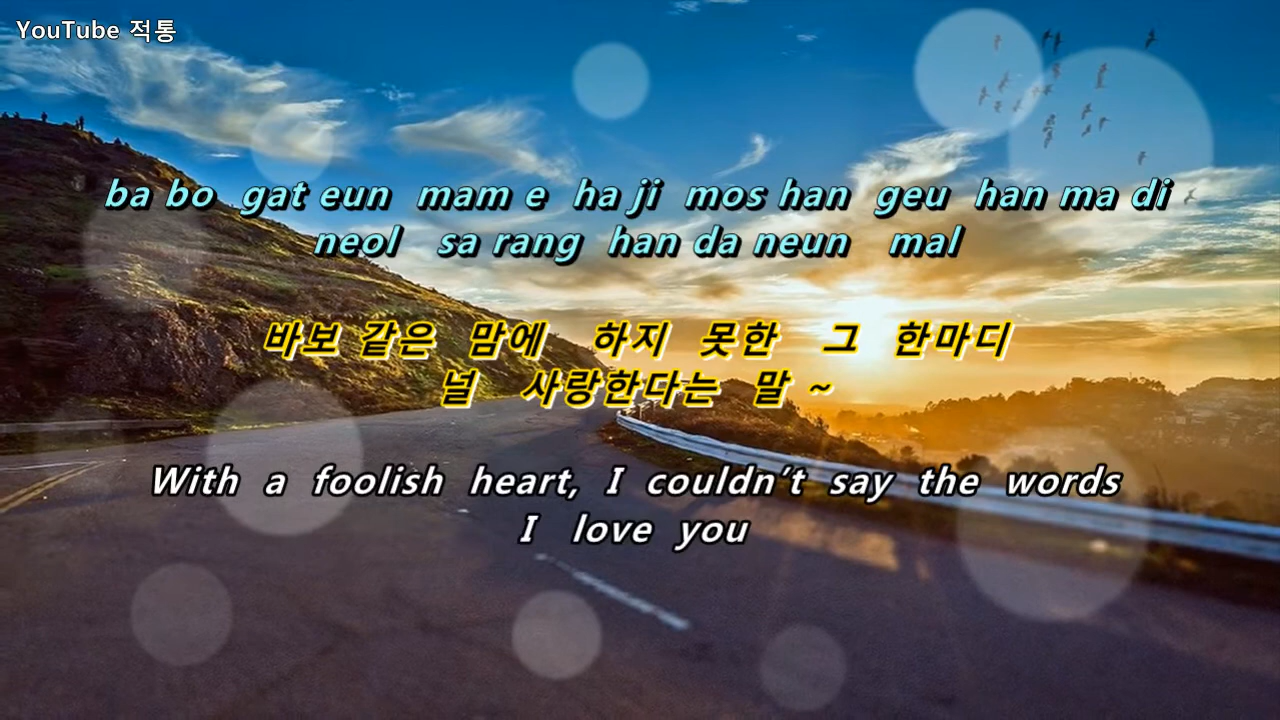 YouTube 적통
ba bo gat eun mam e ha ji mos han geu han ma di
neol sa rang han da neun mal
바보 같은 맘에 하지 못한 그 한마디
널 사랑한다는 말 ~
With a foolish heart, I couldn't say the words
I love you